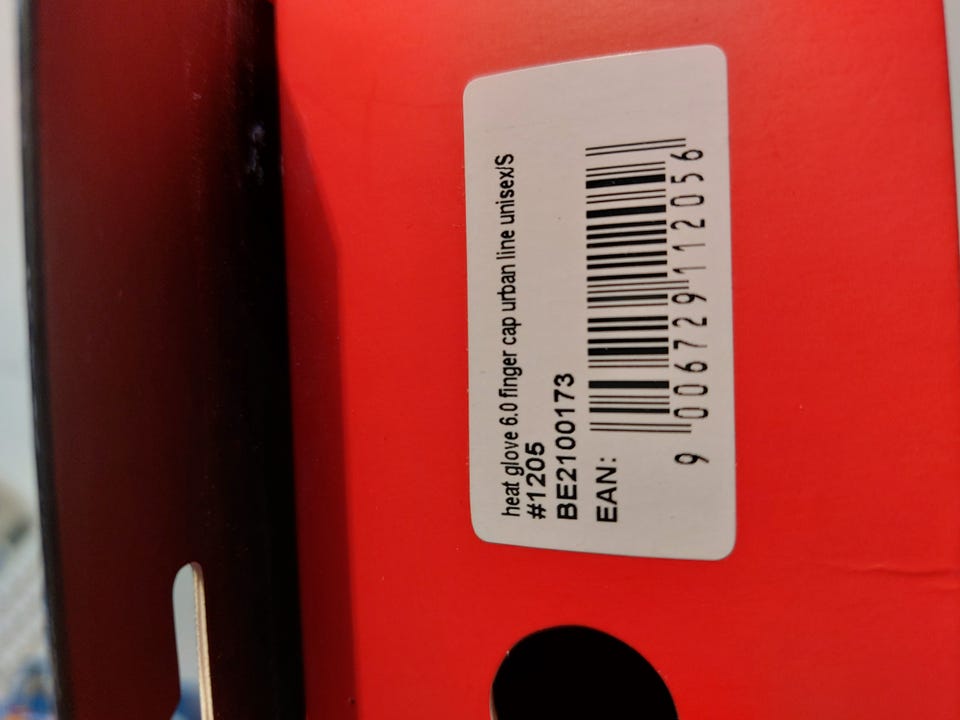 heat glove 6.0 finger cap urban line unisex/S
#1205
BE2100173
EAN:
9 006729 112056